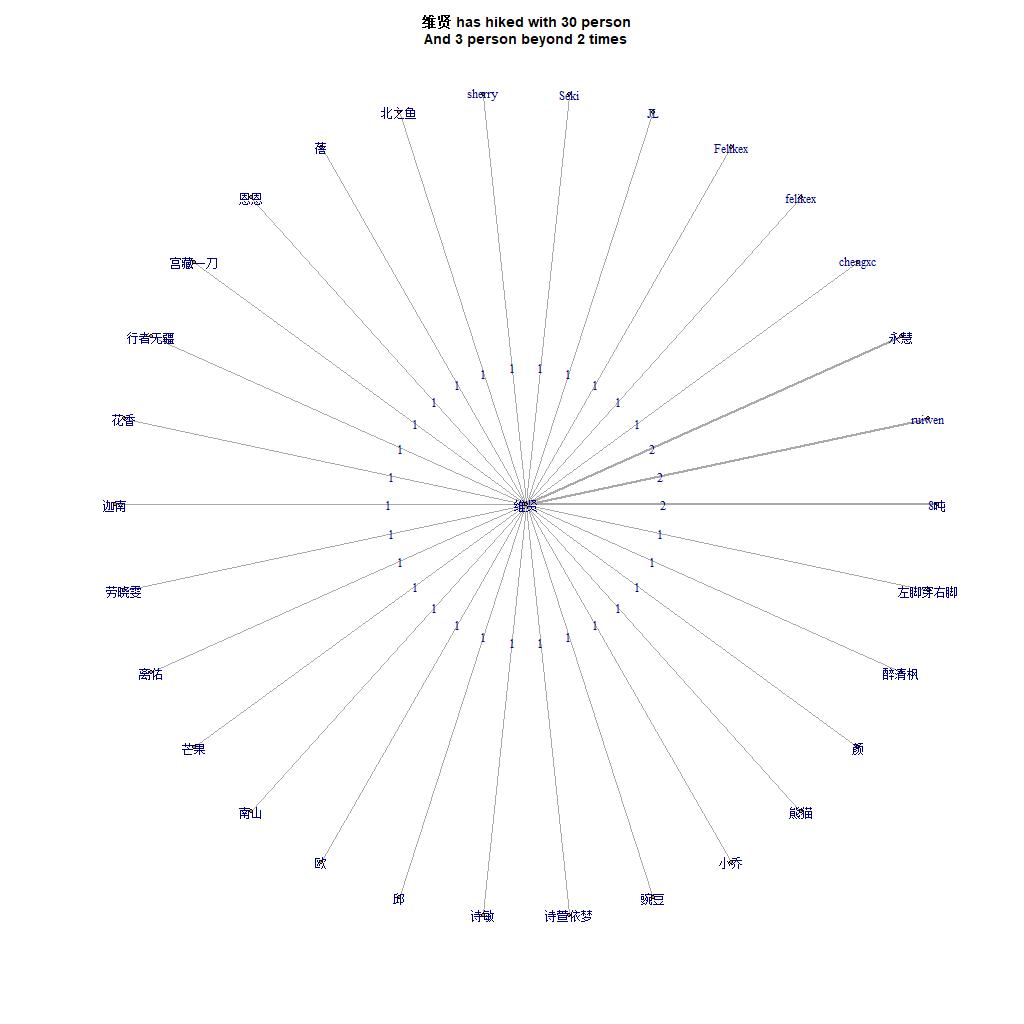 维贤 has hiked with 30 person
And 3 person beyond 2 times
sherry
Seki
北之鱼
JL
蓿
Felikex
恩恩
felikex
宫藏一刀
chengxc
行者无疆
永慧
1 1
1 1
1 1
1 1
花香
ruiwen
1 1
1 2
1 2
迦南
1
维贤
2
8吨
1 1
1 1
劳晓雯
左脚穿右脚
1 1
1 1
1 1
1 1
1 1
离佑
醉清枫
芒果
颜
南山
熊猫
欧
小乔
邱
豌豆
诗敏
诗萱依梦